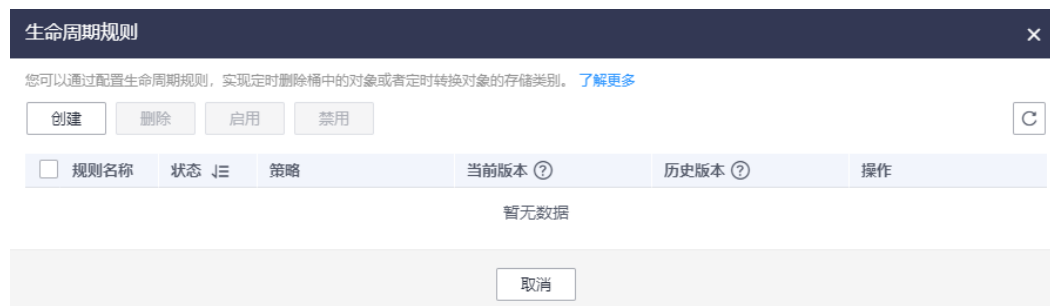 生命周期规则
您可以通过配置生命周期规则，实现定时删除桶中的对象或者定时转换对象的存储类别。 了解更多
创建 删除 启用 禁用
规则名称 状态 策略 当前版本 历史版本 操作
暂无数据
取消